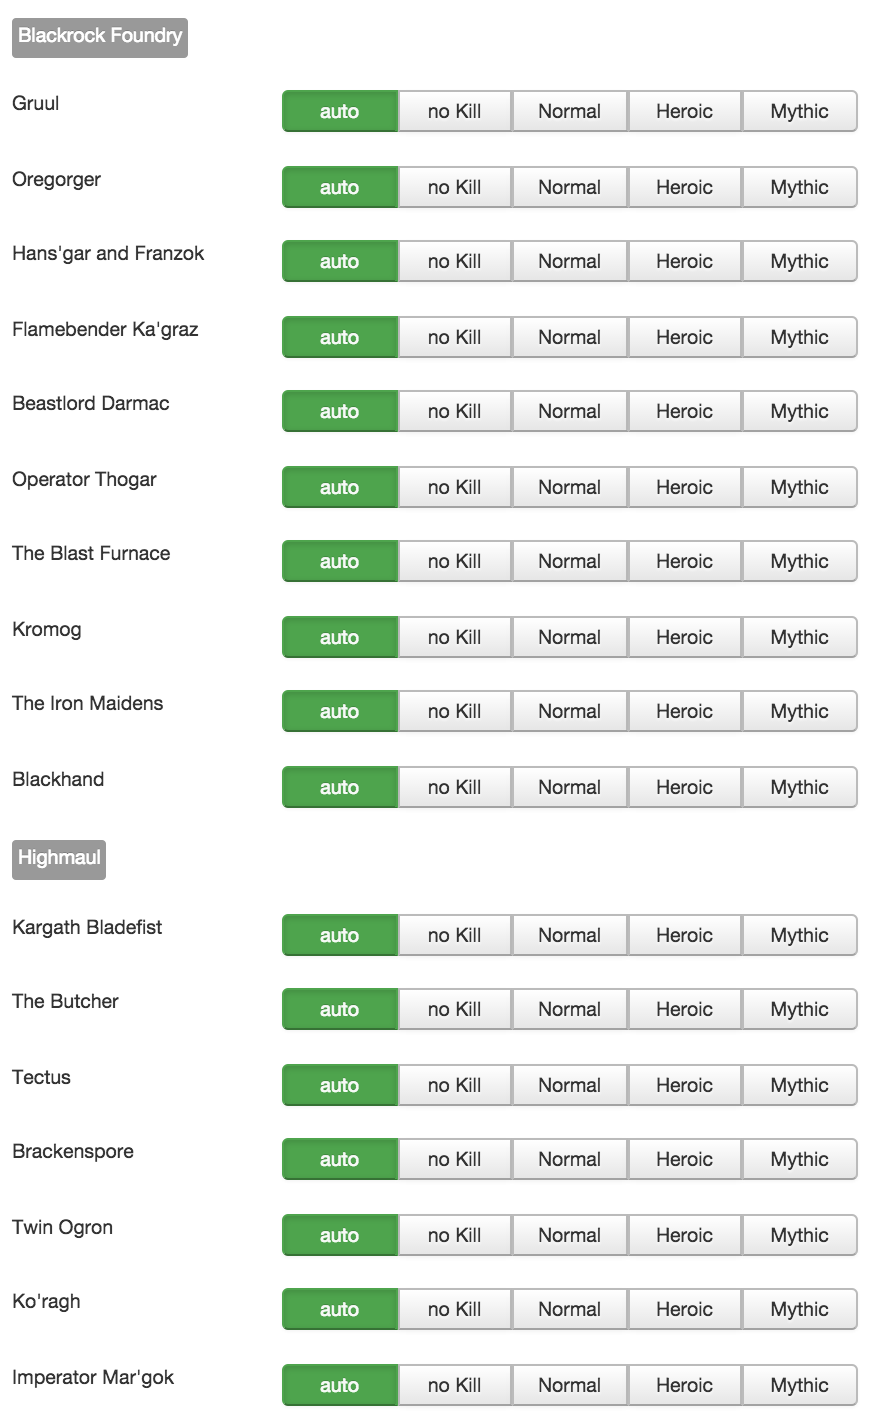 Blackrock Foundry
Gruul auto no Kill Normal Heroic Mythic
Oregorger auto no Kill Normal Heroic Mythic
Hans'gar and Franzok auto no Kill Normal Heroic Mythic
Flamebender Ka'graz auto no Kill Normal Heroic Mythic
Beastlord Darmac auto no Kill Normal Heroic Mythic
Operator Thogar auto no Kill Normal Heroic Mythic
The Blast Furnace auto no Kill Normal Heroic Mythic
Kromog auto no Kill Normal Heroic Mythic
The Iron Maidens auto no Kill Normal Heroic Mythic
Blackhand auto no Kill Normal Heroic Mythic
Highmaul
Kargath Bladefist auto no Kill Normal Heroic Mythic
The Butcher auto no Kill Normal Heroic Mythic
Tectus auto no Kill Normal Heroic Mythic
Brackenspore auto no Kill Normal Heroic Mythic
Twin Ogron auto no Kill Normal Heroic Mythic
Ko'ragh auto no Kill Normal Heroic Mythic
Imperator Mar'gok auto no Kill Normal Heroic Mythic